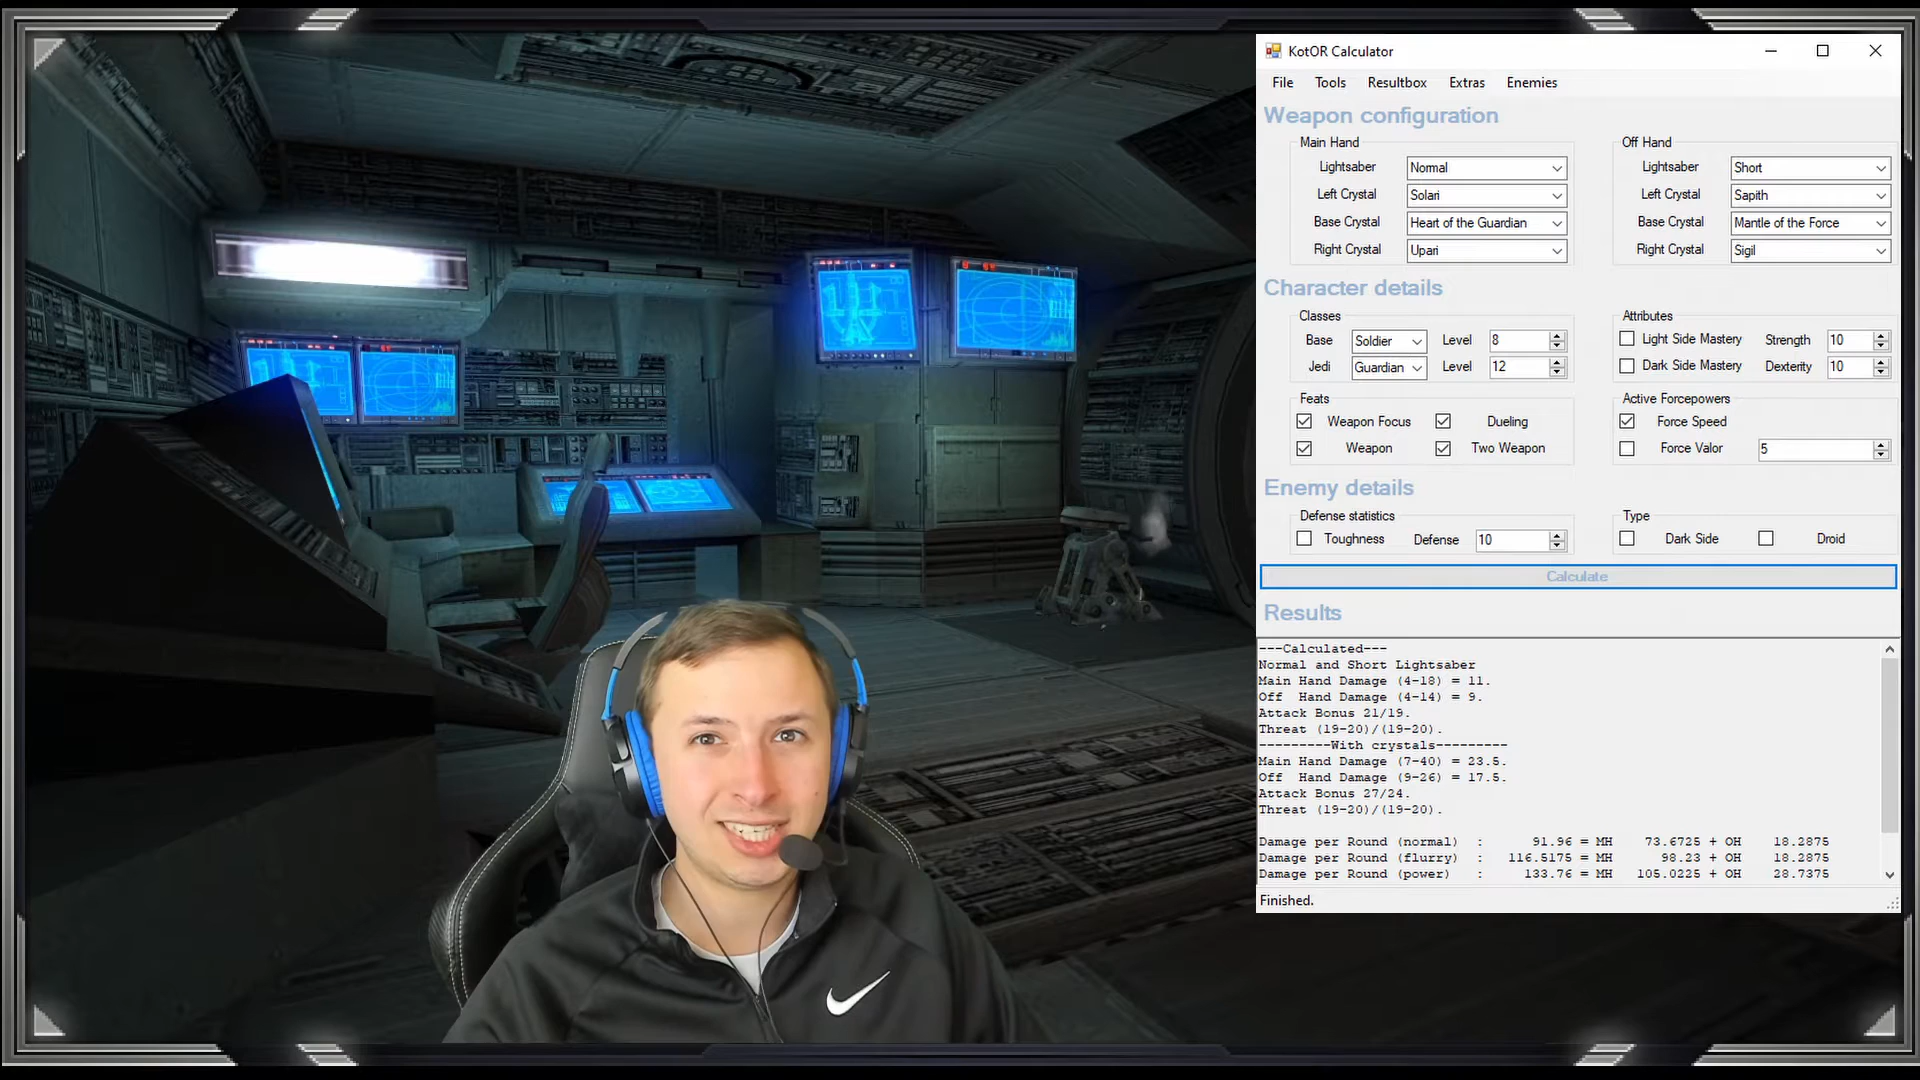 KotOR Calculator
File Tools Resultbox Extras Enemies
Weapon configuration
Main Hand
Lightsaber Normal
Left Crystal Solari
Base Crystal Heart of the Guardian
Right Crystal Upari
Off Hand
Lightsaber Short
Left Crystal Sapith
Base Crystal Mantle of the Force
Right Crystal Sigil
Character details
Classes
Base Soldier Level 8
Jedi Guardian Level 12
Attributes
Light Side Mastery Strength 10
Dark Side Mastery Dexterity 10
Feats
Weapon Focus Dueling
Weapon Two Weapon
Active Forcepowers
Force Speed
Force Valor 5
Enemy details
Defense statistics
Toughness Defense 10
Type
Dark Side Droid
Calculate
Results
---Calculated---
Normal and Short Lightsaber
Main Hand Damage (4-18) = 11.
Off Hand Damage (4-14) = 9.
Attack Bonus 21/19.
Threat (19-20)/(19-20).
---------With crystals---------
Main Hand Damage (7-40) = 23.5.
Off Hand Damage (9-26) = 17.5.
Attack Bonus 27/24.
Threat (19-20)/(19-20).
Damage per Round (normal) : 91.96 = MH 73.6725 + OH 18.2875
Damage per Round (flurry) : 116.5175 = MH 98.23 + OH 18.2875
Damage per Round (power) : 133.76 = MH 105.0225 + OH 28.7375
Finished.